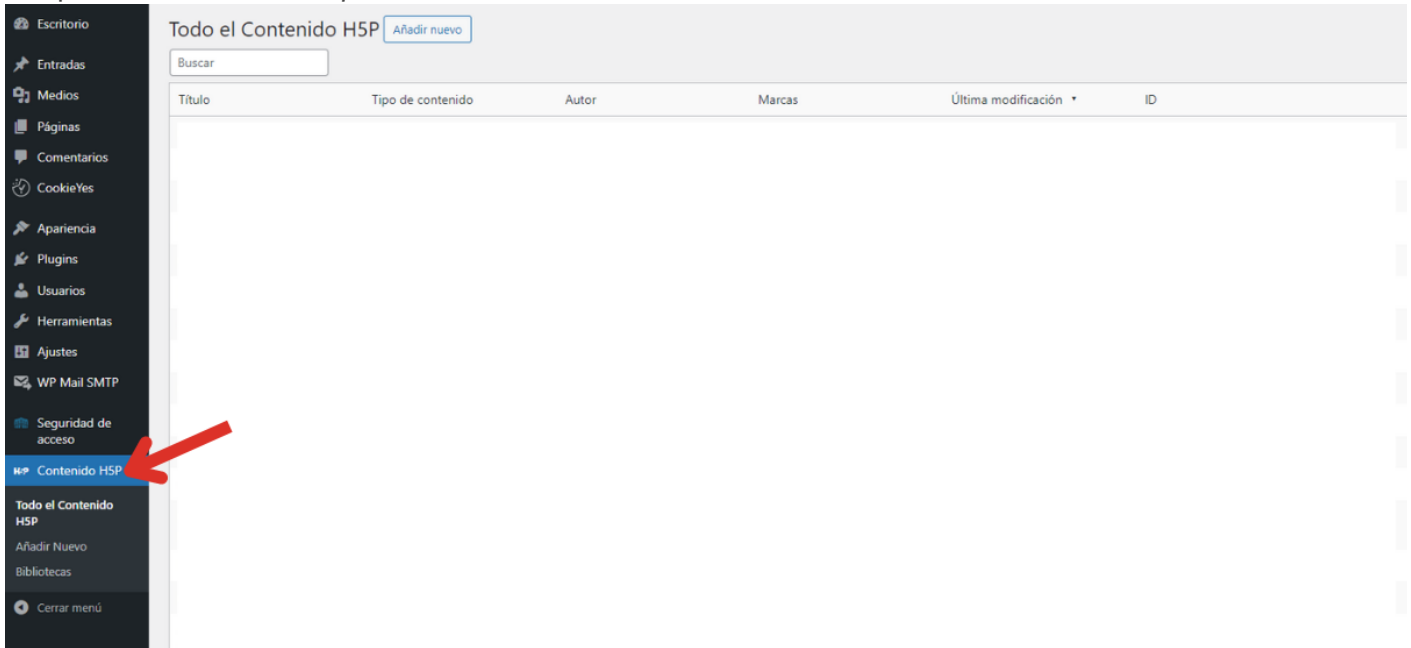 Escritorio
Entradas
Medios
Páginas
Comentarios
CookieYes
Apariencia
Plugins
Usuarios
Herramientas
Ajustes
WP Mail SMTP
Seguridad de
acceso
H5P Contenido H5P
Todo el Contenido
H5P
Añadir Nuevo
Bibliotecas
Cerrar menú
Todo el Contenido H5P Añadir nuevo
Buscar
Título Tipo de contenido Autor Marcas Última modificación ID